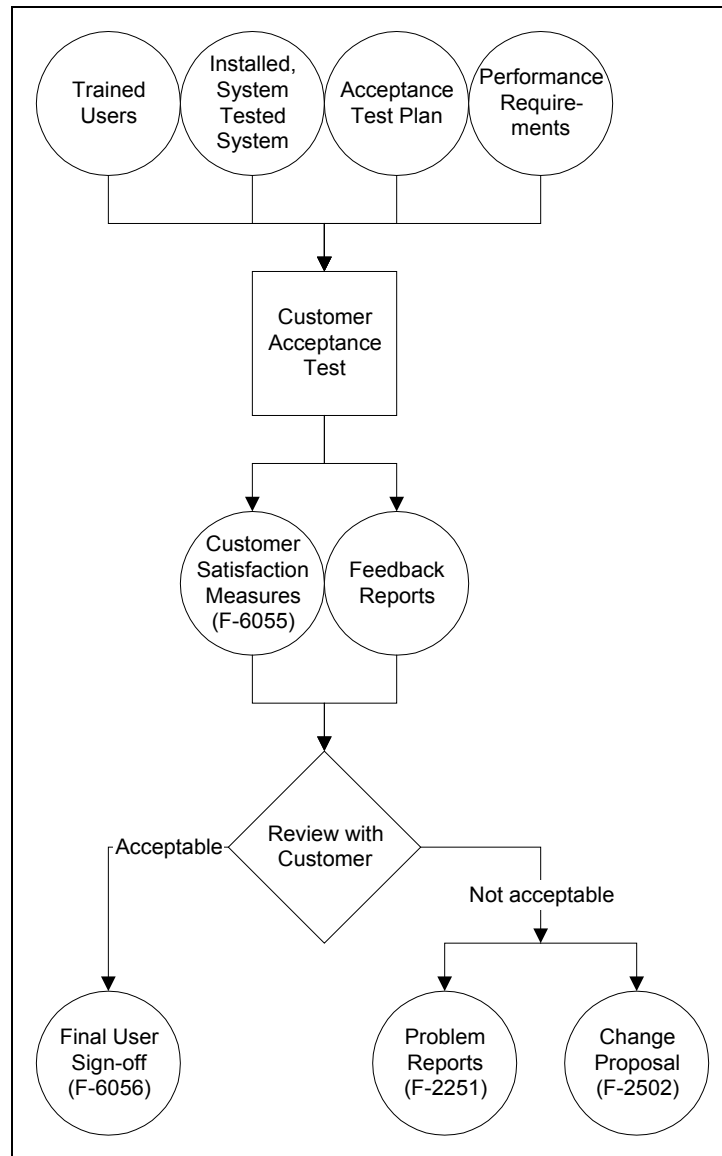 Trained
Users
Installed,
System
Tested
System
Acceptance
Test Plan
Performance
Require-
ments
Customer
Acceptance
Test
Customer
Satisfaction
Measures
(F-6055)
Feedback
Reports
Review with
Customer
Acceptable
Not acceptable
Final User
Sign-off
(F-6056)
Problem
Reports
(F-2251)
Change
Proposal
(F-2502)